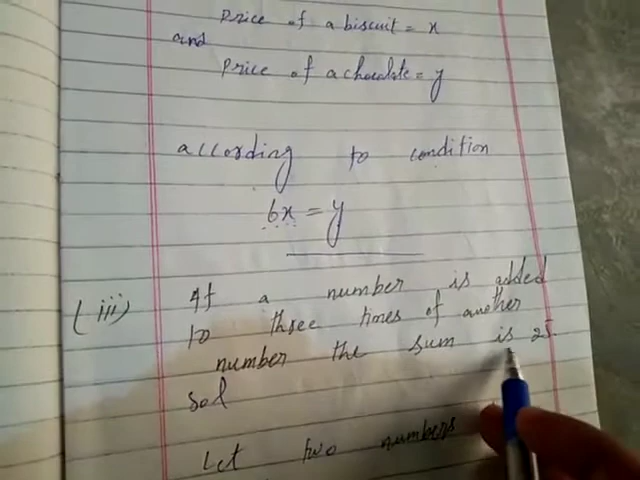 Price of a biscuit = x
and
Price of a chocolate = y
according to condition
6x = y
(iii) If a number is added
to three times of another
number the sum is 25.
sol
Let two numbers